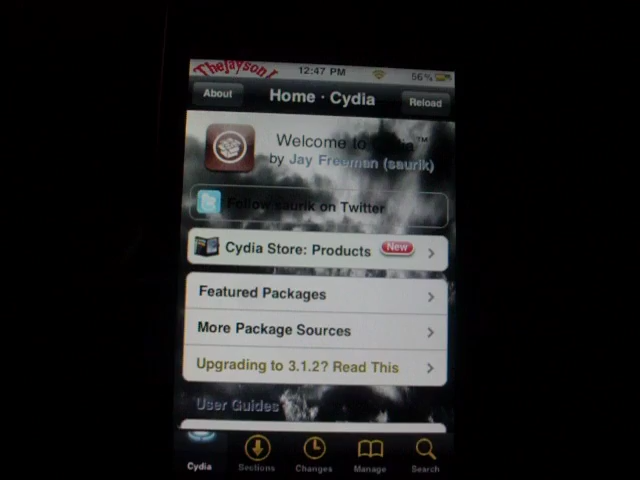 TheJayson!
12:47 PM
56%
About
Home · Cydia
Reload
Welcome to Cydia™
by Jay Freeman (saurik)
Follow saurik on Twitter
Cydia Store: Products
New
Featured Packages
More Package Sources
Upgrading to 3.1.2? Read This
User Guides
Cydia
Sections
Changes
Manage
Search